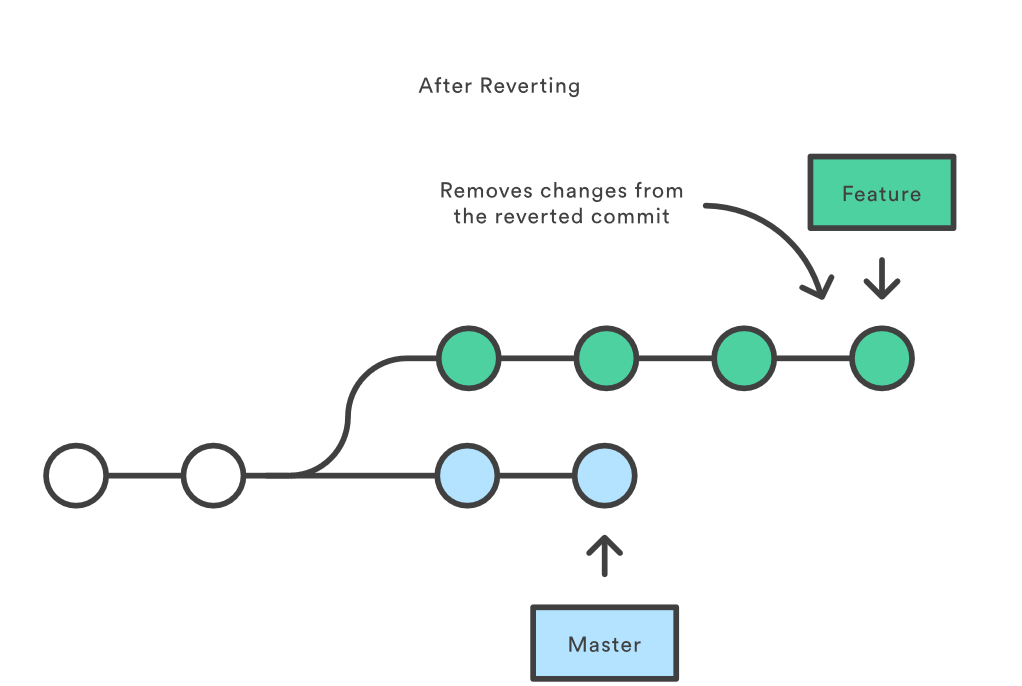 After Reverting
Removes changes from
the reverted commit
Feature
Master